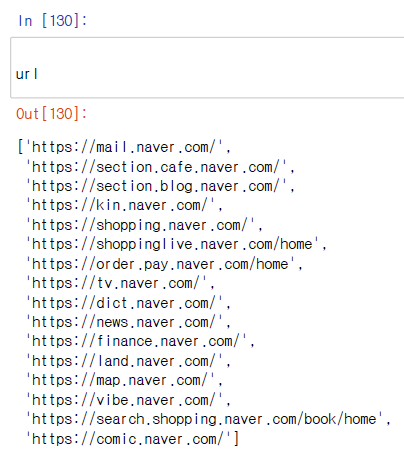 In [130]:
url
Out[130]:
['https://mail.naver.com/',
'https://section.cafe.naver.com/',
'https://section.blog.naver.com/',
'https://kin.naver.com/',
'https://shopping.naver.com/',
'https://shoppinglive.naver.com/home',
'https://order.pay.naver.com/home',
'https://tv.naver.com/',
'https://dict.naver.com/',
'https://news.naver.com/',
'https://finance.naver.com/',
'https://land.naver.com/',
'https://map.naver.com/',
'https://vibe.naver.com/',
'https://search.shopping.naver.com/book/home',
'https://comic.naver.com/']